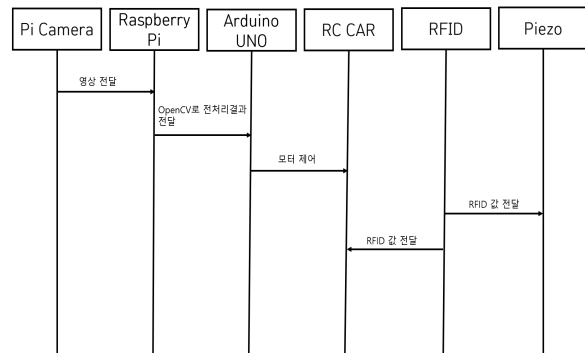 Pi Camera
Raspberry
Pi
Arduino
UNO
RC CAR
RFID
Piezo
영상 전달
OpenCV로 전처리결과
전달
모터 제어
RFID 값 전달
RFID 값 전달